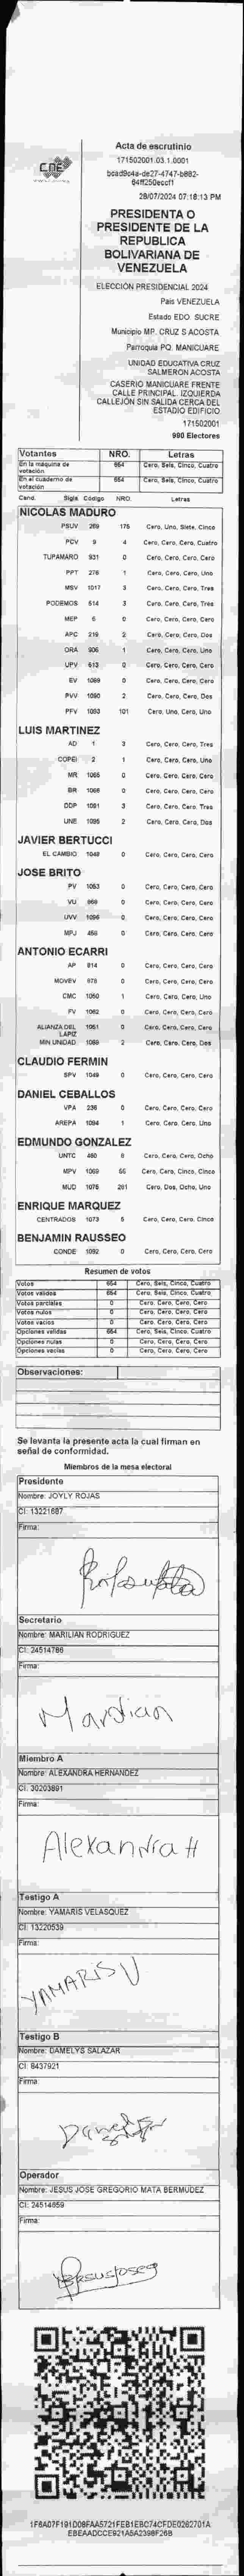 Acta de escrutinio
171502001.03.1.0001
bcad9c4a-de27-4747-b882-
64ff250eccf1
28/07/2024 07:18:13 PM
PRESIDENTA O
PRESIDENTE DE LA
REPUBLICA
BOLIVARIANA DE
VENEZUELA
CNE
ELECCIÓN PRESIDENCIAL 2024
Pais VENEZUELA
Estado EDO. SUCRE
Municipio MP. CRUZ S ACOSTA
Parroquia PQ. MANICUARE
UNIDAD EDUCATIVA CRUZ
SALMERON ACOSTA
CASERIO MANICUARE FRENTE
CALLE PRINCIPAL. IZQUIERDA
CALLEJÓN SIN SALIDA CERCA DEL
ESTADIO EDIFICIO
171502001
990 Electores
Votantes NRO. Letras
En la máquina de votación 654 Cero, Seis, Cinco, Cuatro
En el cuaderno de votación 654 Cero, Seis, Cinco, Cuatro
Cand. Sigla Codigo NRO. Letras
NICOLAS MADURO
PSUV 269 175 Cero, Uno, Siete, Cinco
PCV 9 4 Cero, Cero, Cero, Cuatro
TUPAMARO 931 0 Cero, Cero, Cero, Cero
PPT 276 1 Cero, Cero, Cero, Uno
MSV 1017 3 Cero, Cero, Cero, Tres
PODEMOS 514 3 Cero, Cero, Cero, Tres
MEP 6 0 Cero, Cero, Cero, Cero
APC 219 2 Cero, Cero, Cero, Dos
ORA 906 1 Cero, Cero, Cero, Uno
UPV 613 0 Cero, Cero, Cero, Cero
EV 1089 0 Cero, Cero, Cero, Cero
PVV 1090 2 Cero, Cero, Cero, Dos
PFV 1093 101 Cero, Uno, Cero, Uno
LUIS MARTINEZ
AD 1 3 Cero, Cero, Cero, Tres
COPEI 2 1 Cero, Cero, Cero, Uno
MR 1065 0 Cero, Cero, Cero, Cero
BR 1066 0 Cero, Cero, Cero, Cero
DDP 1091 3 Cero, Cero, Cero, Tres
UNE 1095 2 Cero, Cero, Cero, Dos
JAVIER BERTUCCI
EL CAMBIO 1048 0 Cero, Cero, Cero, Cero
JOSE BRITO
PV 1053 0 Cero, Cero, Cero, Cero
VU 868 0 Cero, Cero, Cero, Cero
UVV 1096 0 Cero, Cero, Cero, Cero
MPJ 458 0 Cero, Cero, Cero, Cero
ANTONIO ECARRI
AP 814 0 Cero, Cero, Cero, Cero
MOVEV 878 0 Cero, Cero, Cero, Cero
CMC 1050 1 Cero, Cero, Cero, Uno
FV 1062 0 Cero, Cero, Cero, Cero
ALIANZA DEL LAPIZ 1051 0 Cero, Cero, Cero, Cero
MIN UNIDAD 1069 2 Cero, Cero, Cero, Dos
CLAUDIO FERMIN
SPV 1049 0 Cero, Cero, Cero, Cero
DANIEL CEBALLOS
VPA 236 0 Cero, Cero, Cero, Cero
AREPA 1094 1 Cero, Cero, Cero, Uno
EDMUNDO GONZALEZ
UNTC 460 8 Cero, Cero, Cero, Ocho
MPV 1069 55 Cero, Cero, Cinco, Cinco
MUD 1076 281 Cero, Dos, Ocho, Uno
ENRIQUE MARQUEZ
CENTRADOS 1073 5 Cero, Cero, Cero, Cinco
BENJAMIN RAUSSEO
CONDE 1092 0 Cero, Cero, Cero, Cero
Resumen de votos
Votos 654 Cero, Seis, Cinco, Cuatro
Votos validos 654 Cero, Seis, Cinco, Cuatro
Votos parciales 0 Cero, Cero, Cero, Cero
Votos nulos 0 Cero, Cero, Cero, Cero
Votos vacios 0 Cero, Cero, Cero, Cero
Opciones validas 654 Cero, Seis, Cinco, Cuatro
Opciones nulas 0 Cero, Cero, Cero, Cero
Opciones vacias 0 Cero, Cero, Cero, Cero
Observaciones:
Se levanta la presente acta la cual firman en
señal de conformidad.
Miembros de la mesa electoral
Presidente
Nombre: JOYLY ROJAS
CI: 13221687
Firma:
Secretario
Nombre: MARILIAN RODRIGUEZ
CI: 24514786
Firma:
Marilian
Miembro A
Nombre: ALEXANDRA HERNANDEZ
CI: 30203891
Firma:
Alexandra H
Testigo A
Nombre: YAMARIS VELASQUEZ
CI: 13220539
Firma:
YAMARIS V
Testigo B
Nombre: DAMELYS SALAZAR
CI: 8437921
Firma:
Operador
Nombre: JESUS JOSE GREGORIO MATA BERMUDEZ
CI: 24514659
Firma:
Jesus Jose G
1F6A07F191D08FAA5721FEB1EBC74CFDE0262701A
EBEAADCCE921A5A2398F26B